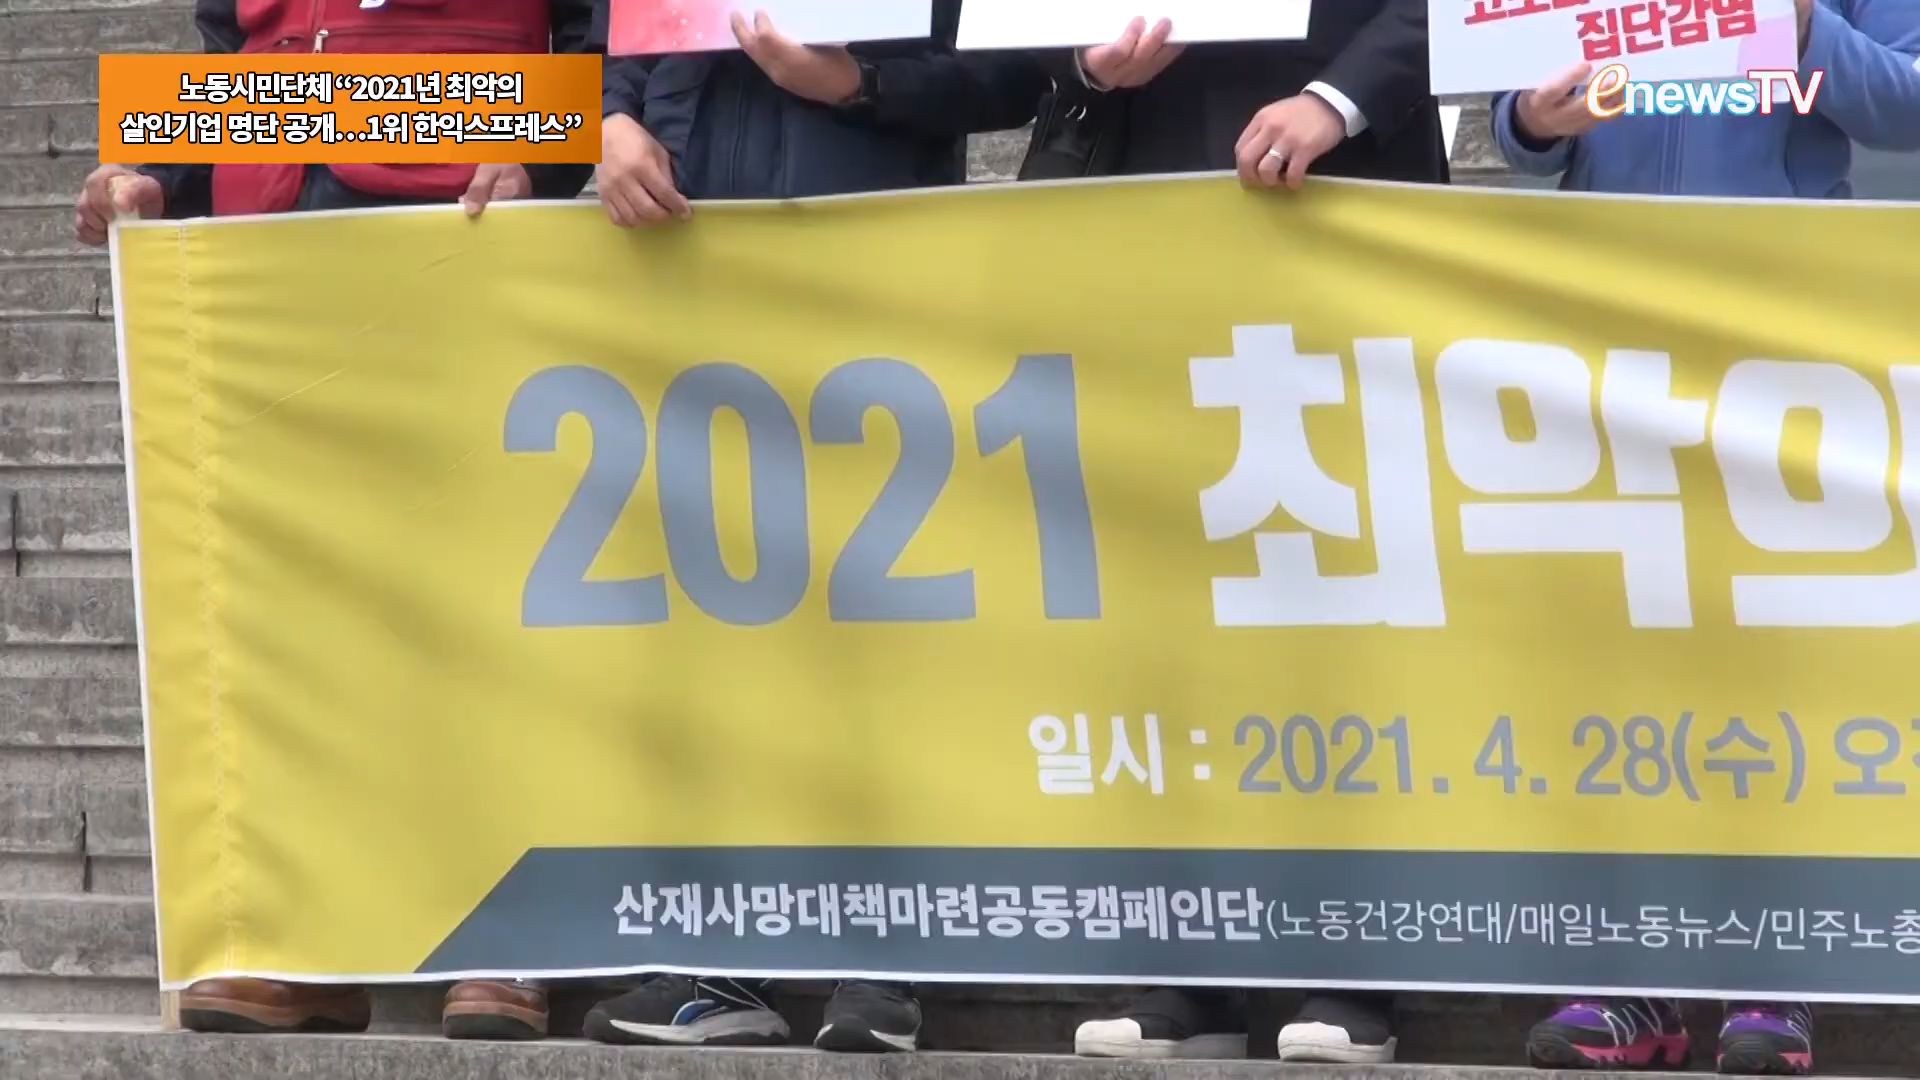 노동시민단체 “2021년 최악의
살인기업 명단 공개…1위 한익스프레스”
집단감염
enewsTV
2021 최악의
일시 : 2021. 4. 28(수) 오
산재사망대책마련공동캠페인단(노동건강연대/매일노동뉴스/민주노총